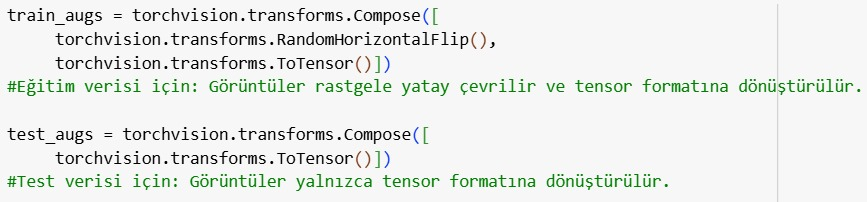 train_augs = torchvision.transforms.Compose([
torchvision.transforms.RandomHorizontalFlip(),
torchvision.transforms.ToTensor()])
#Eğitim verisi için: Görüntüler rastgele yatay çevrilir ve tensor formatına dönüştürülür.
test_augs = torchvision.transforms.Compose([
torchvision.transforms.ToTensor()])
#Test verisi için: Görüntüler yalnızca tensor formatına dönüştürülür.